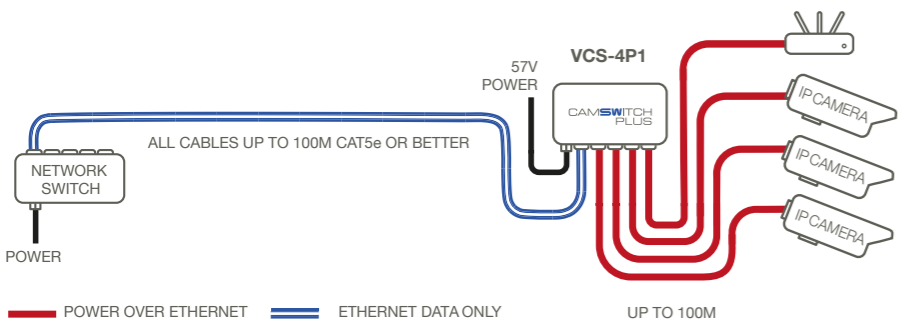 VCS-4P1
57V
POWER
CAMSWITCH
PLUS
IP CAMERA
ALL CABLES UP TO 100M CAT5e OR BETTER
IP CAMERA
NETWORK
SWITCH
IP CAMERA
POWER
POWER OVER ETHERNET
ETHERNET DATA ONLY
UP TO 100M